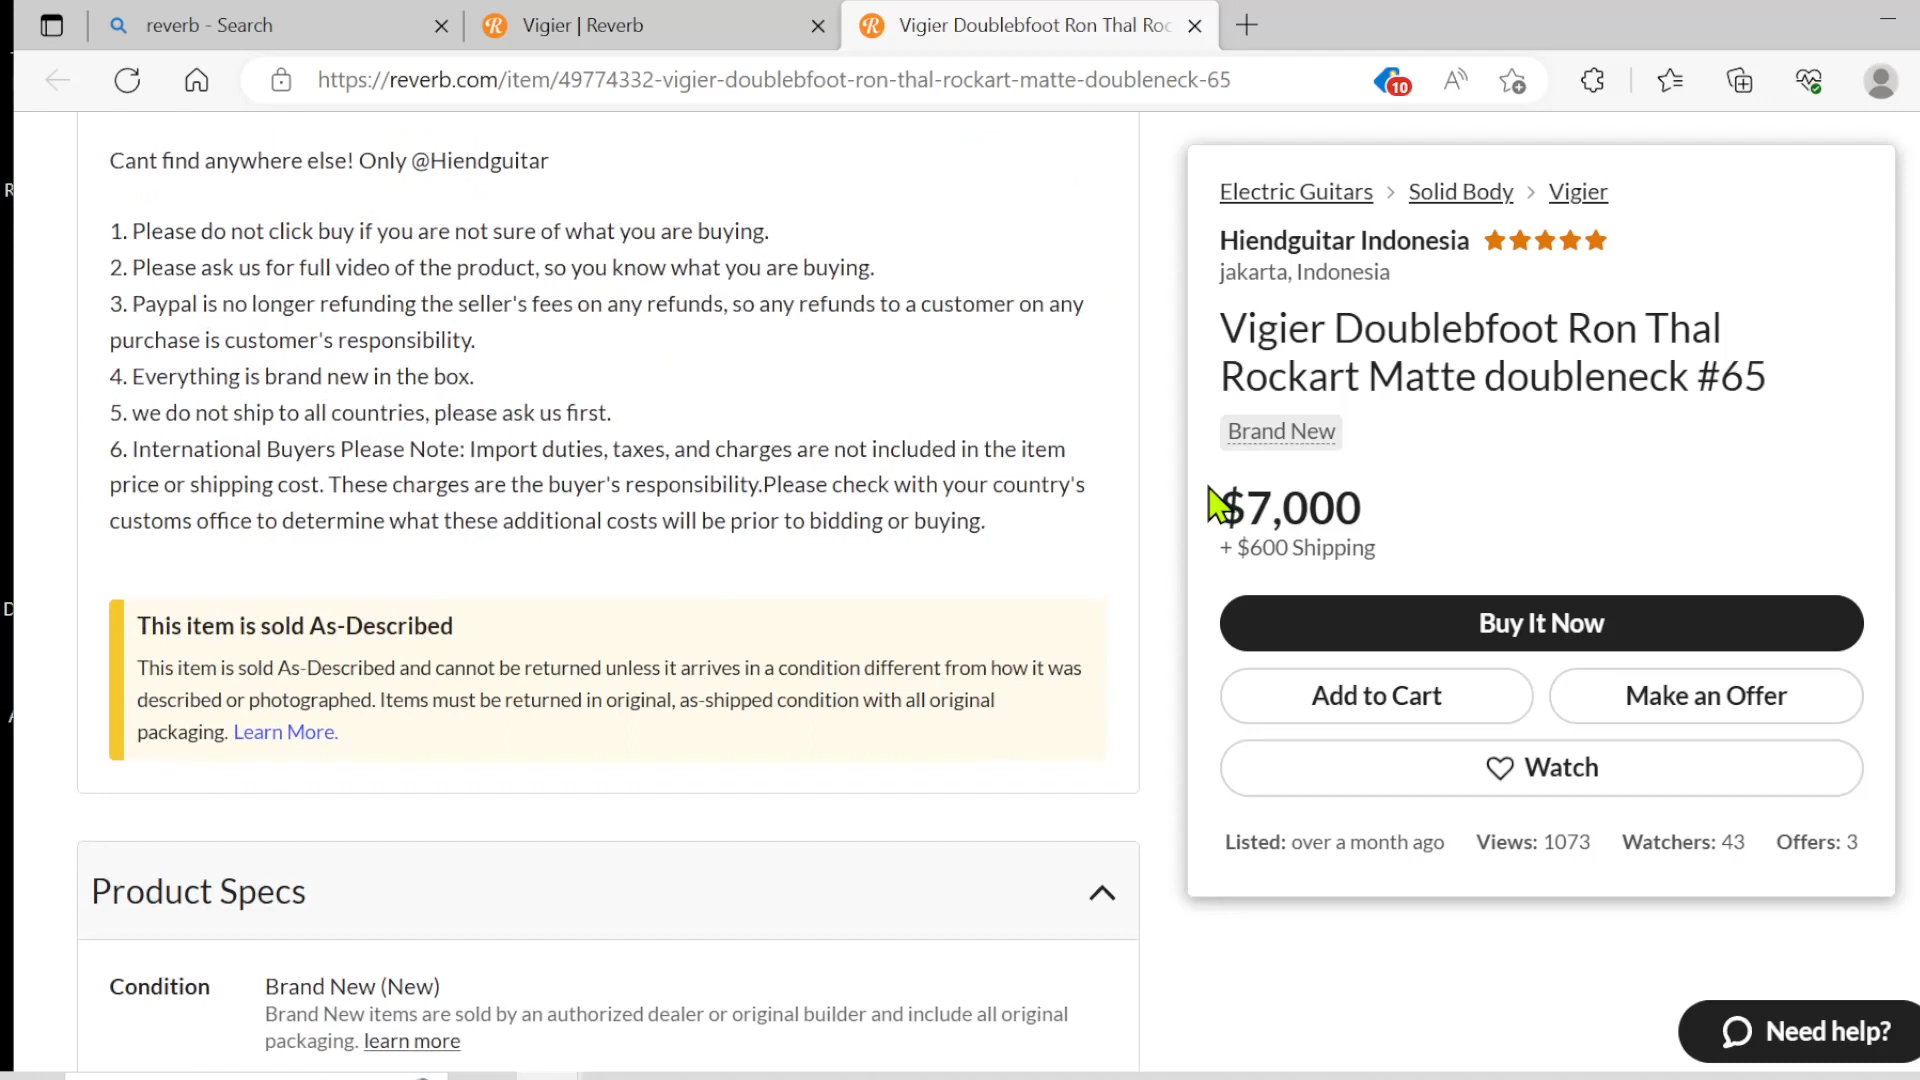 reverb - Search
Vigier | Reverb
Vigier Doublebfoot Ron Thal Roc
https://reverb.com/item/49774332-vigier-doublebfoot-ron-thal-rockart-matte-doubleneck-65
10
Cant find anywhere else! Only @Hiendguitar
1. Please do not click buy if you are not sure of what you are buying.
2. Please ask us for full video of the product, so you know what you are buying.
3. Paypal is no longer refunding the seller's fees on any refunds, so any refunds to a customer on any
purchase is customer's responsibility.
4. Everything is brand new in the box.
5. we do not ship to all countries, please ask us first.
6. International Buyers Please Note: Import duties, taxes, and charges are not included in the item
price or shipping cost. These charges are the buyer's responsibility.Please check with your country's
customs office to determine what these additional costs will be prior to bidding or buying.
This item is sold As-Described
This item is sold As-Described and cannot be returned unless it arrives in a condition different from how it was
described or photographed. Items must be returned in original, as-shipped condition with all original
packaging. Learn More.
Product Specs
Condition
Brand New (New)
Brand New items are sold by an authorized dealer or original builder and include all original
packaging. learn more
Electric Guitars > Solid Body > Vigier
Hiendguitar Indonesia
jakarta, Indonesia
Vigier Doublebfoot Ron Thal
Rockart Matte doubleneck #65
Brand New
$7,000
+ $600 Shipping
Buy It Now
Add to Cart
Make an Offer
Watch
Listed: over a month ago Views: 1073 Watchers: 43 Offers: 3
Need help?